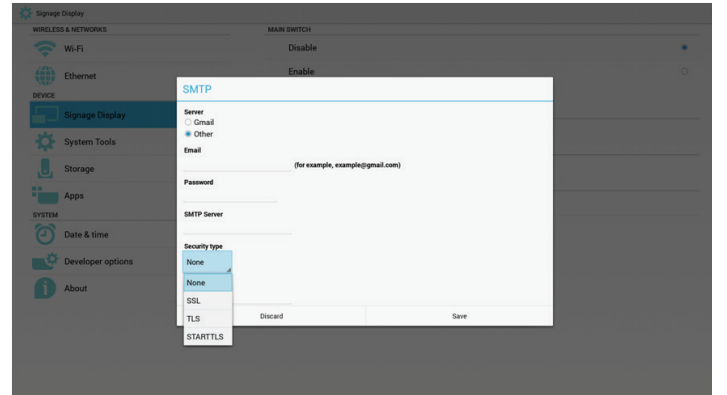 Signage Display
WIRELESS & NETWORKS
Wi-Fi
Ethernet
DEVICE
Signage Display
System Tools
Storage
Apps
SYSTEM
Date & time
Developer options
About
MAIN SWITCH
Disable
Enable
SMTP
Server
Gmail
Other
Email
(for example, example@gmail.com)
Password
SMTP Server
Security type
None
None
SSL
TLS
STARTTLS
Discard
Save